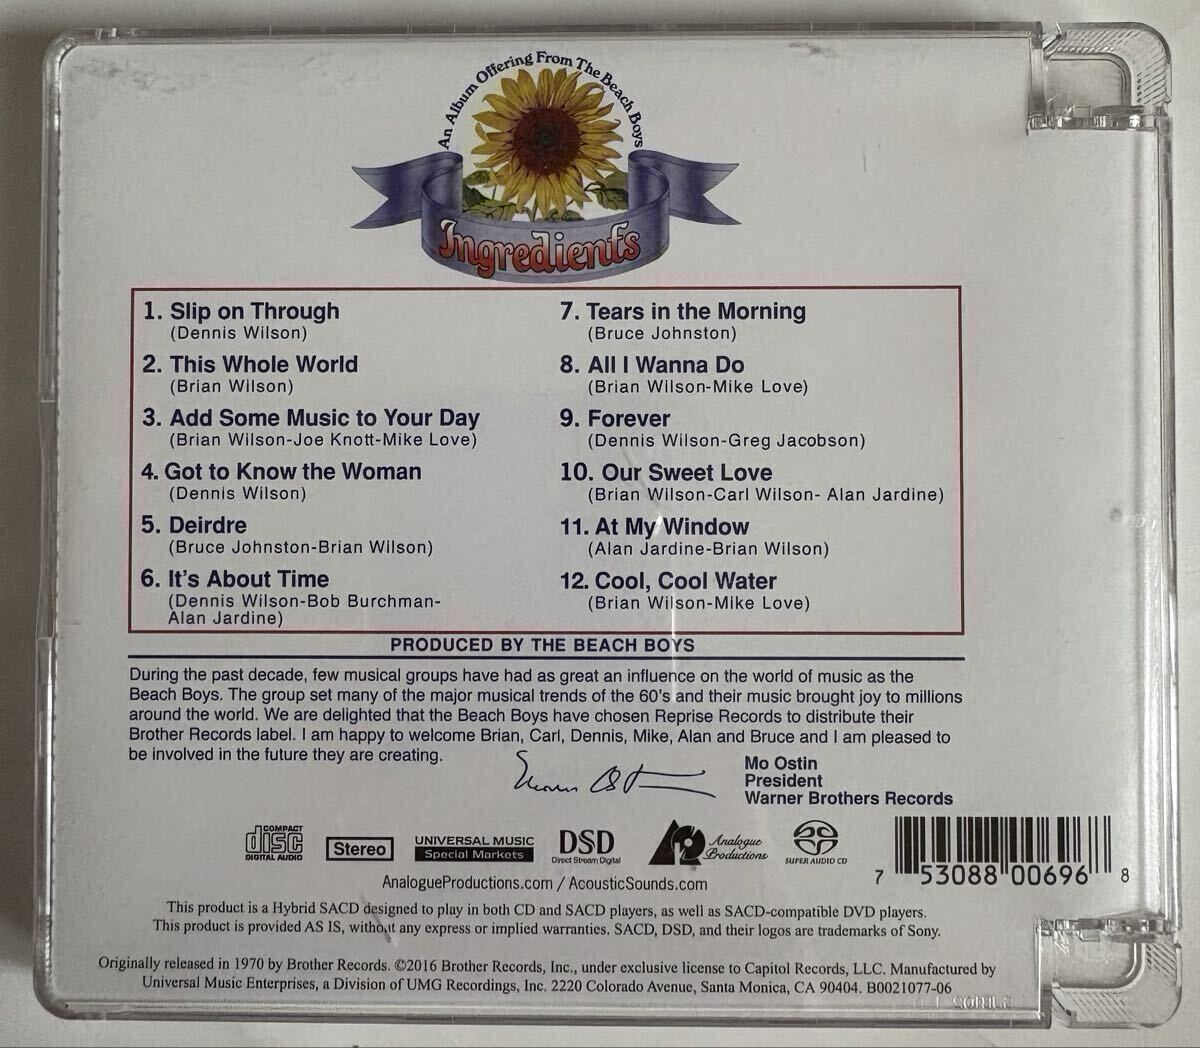 An Album Offering From The Beach Boys
Ingredients
1. Slip on Through
(Dennis Wilson)
2. This Whole World
(Brian Wilson)
3. Add Some Music to Your Day
(Brian Wilson-Joe Knott-Mike Love)
4. Got to Know the Woman
(Dennis Wilson)
5. Deirdre
(Bruce Johnston-Brian Wilson)
6. It's About Time
(Dennis Wilson-Bob Burchman-
Alan Jardine)
7. Tears in the Morning
(Bruce Johnston)
8. All I Wanna Do
(Brian Wilson-Mike Love)
9. Forever
(Dennis Wilson-Greg Jacobson)
10. Our Sweet Love
(Brian Wilson-Carl Wilson- Alan Jardine)
11. At My Window
(Alan Jardine-Brian Wilson)
12. Cool, Cool Water
(Brian Wilson-Mike Love)
PRODUCED BY THE BEACH BOYS
During the past decade, few musical groups have had as great an influence on the world of music as the
Beach Boys. The group set many of the major musical trends of the 60's and their music brought joy to millions
around the world. We are delighted that the Beach Boys have chosen Reprise Records to distribute their
Brother Records label. I am happy to welcome Brian, Carl, Dennis, Mike, Alan and Bruce and I am pleased to
be involved in the future they are creating.
Mo Ostin
President
Warner Brothers Records
COMPACT
disc
DIGITAL AUDIO
Stereo
UNIVERSAL MUSIC
Special Markets
DSD
Direct Stream Digital
Analogue
Productions
SUPER AUDIO CD
7 53088 00696 8
AnalogueProductions.com / AcousticSounds.com
This product is a Hybrid SACD designed to play in both CD and SACD players, as well as SACD-compatible DVD players.
This product is provided AS IS, without any express or implied warranties. SACD, DSD, and their logos are trademarks of Sony.
Originally released in 1970 by Brother Records. ©2016 Brother Records, Inc., under exclusive license to Capitol Records, LLC. Manufactured by
Universal Music Enterprises, a Division of UMG Recordings, Inc. 2220 Colorado Avenue, Santa Monica, CA 90404. B0021077-06